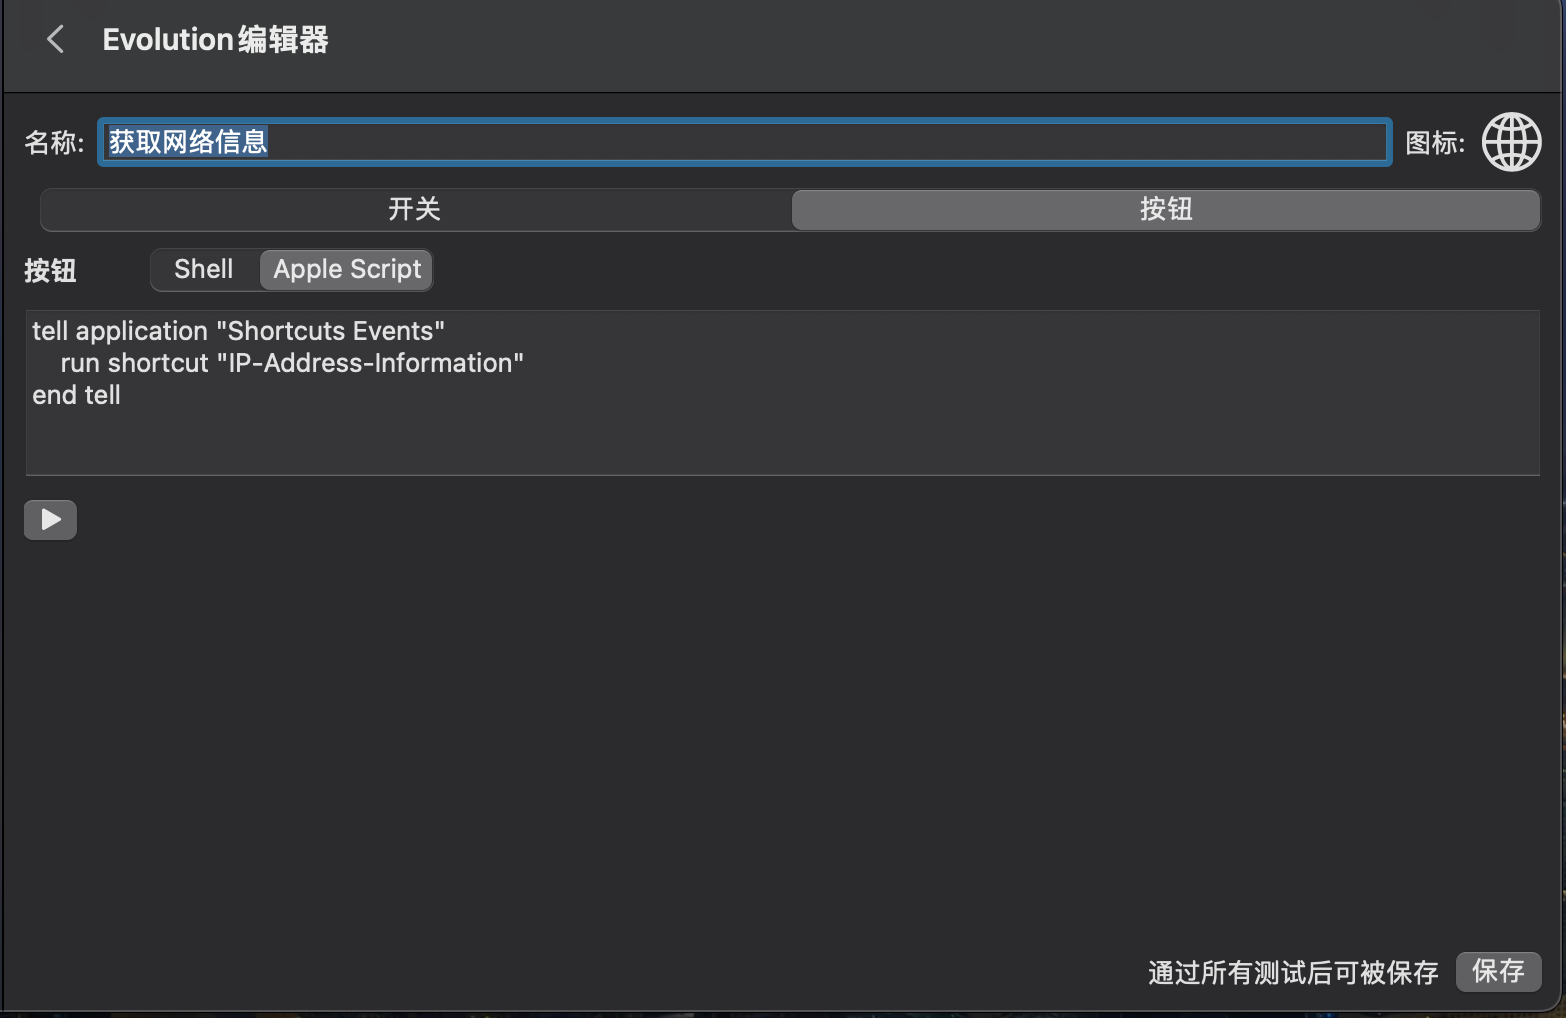 Evolution编辑器
名称: 获取网络信息 图标:
开关 按钮
按钮 Shell Apple Script
tell application "Shortcuts Events"
run shortcut "IP-Address-Information"
end tell
通过所有测试后可被保存 保存